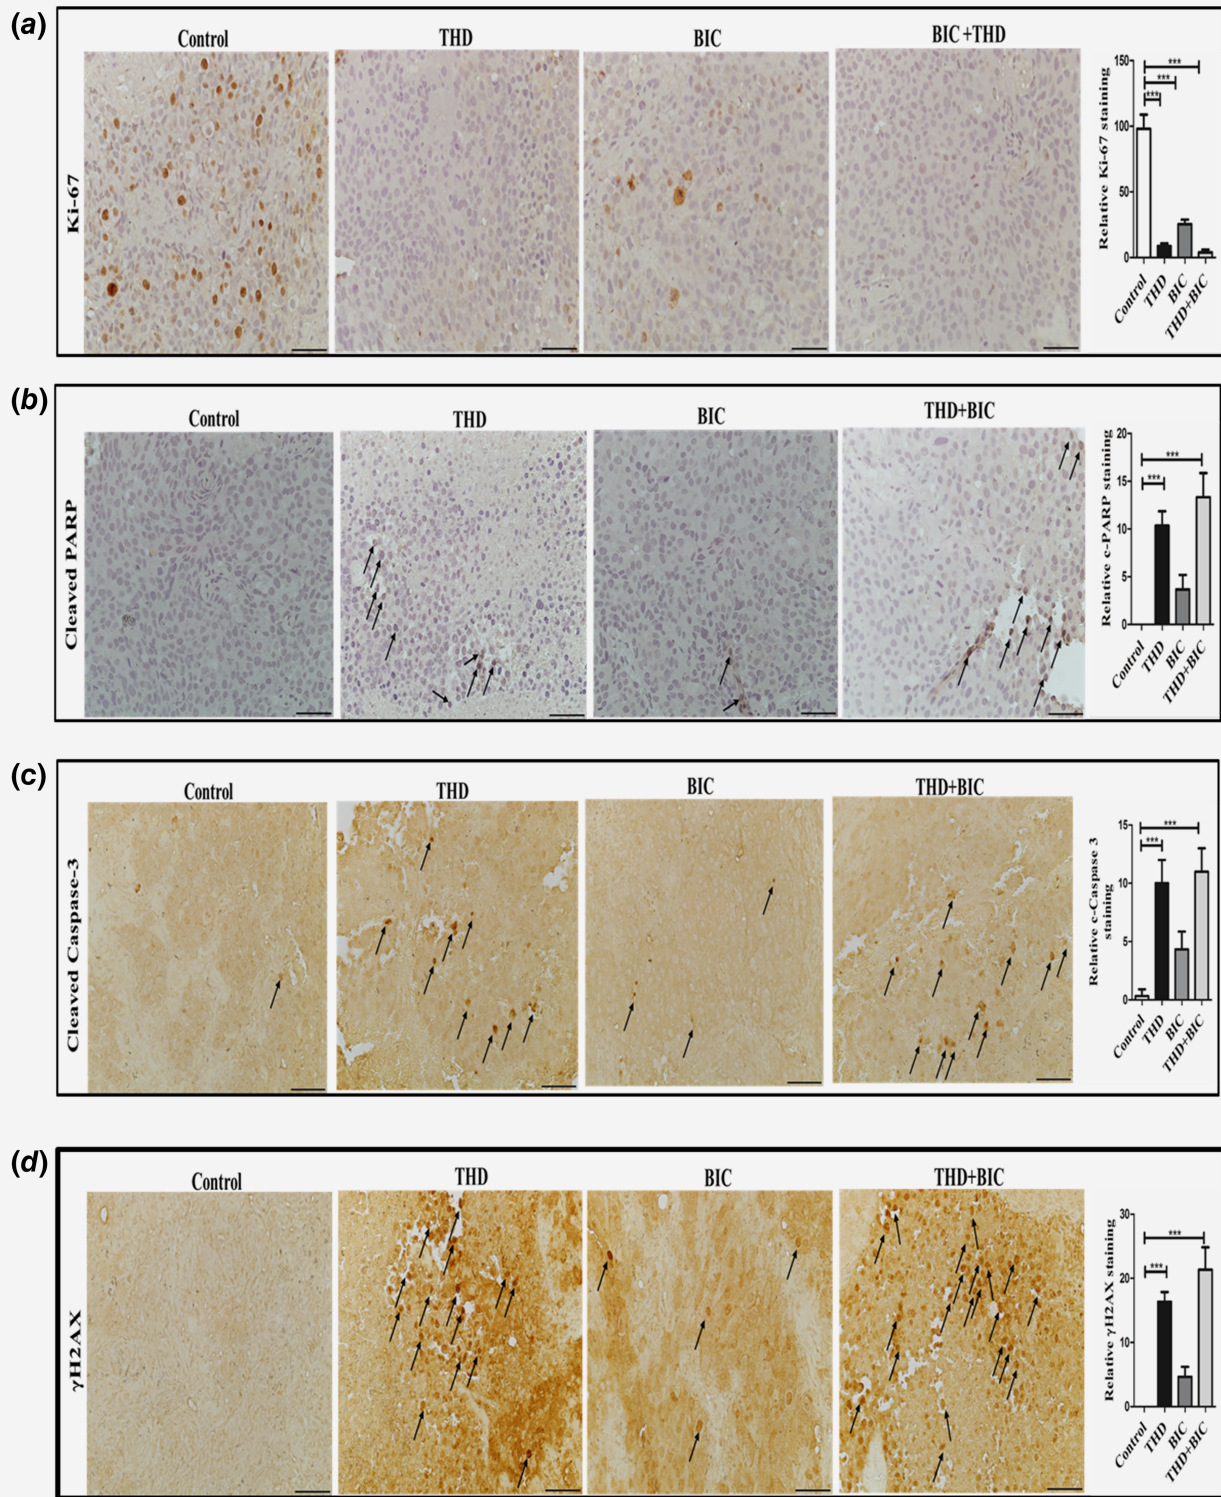 (a)
Control
THD
BIC
BIC +THD
Ki-67
Relative Ki-67 staining
150
100
50
0
***
***
***
Control
THD
BIC
THD+BIC
(b)
Control
THD
BIC
THD+BIC
Cleaved PARP
Relative c-PARP staining
20
15
10
5
0
***
***
Control
THD
BIC
THD+BIC
(c)
Control
THD
BIC
THD+BIC
Cleaved Caspase-3
Relative c-Caspase 3
staining
15
10
5
0
***
***
Control
THD
BIC
THD+BIC
(d)
Control
THD
BIC
THD+BIC
γH2AX
Relative γH2AX staining
30
20
10
0
***
***
Control
THD
BIC
THD+BIC